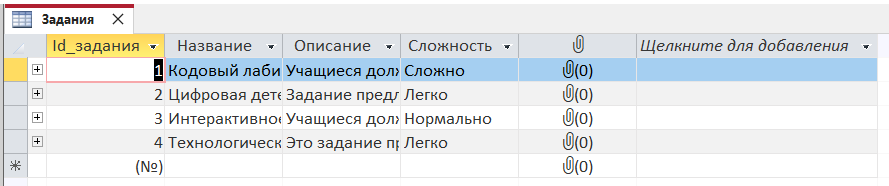 Задания
Id_задания Название Описание Сложность Щелкните для добавления
1 Кодовый лаби Учащиеся дол Сложно (0)
2 Цифровая дете Задание предл Легко (0)
3 Интерактивно Учащиеся дол Нормально (0)
4 Технологическ Это задание п Легко (0)
(№) (0)